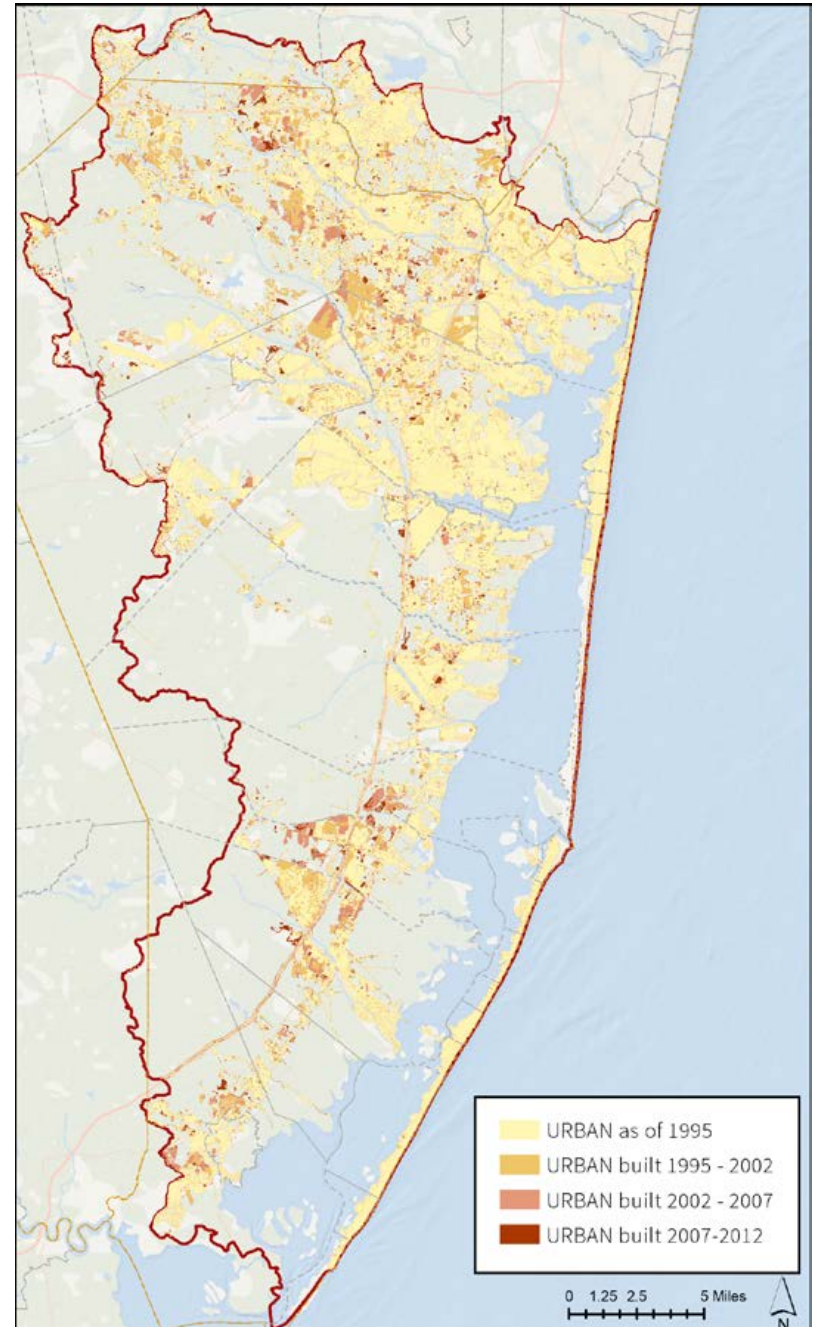 URBAN as of 1995
URBAN built 1995 - 2002
URBAN built 2002 - 2007
URBAN built 2007-2012
0 1.25 2.5 5 Miles
N